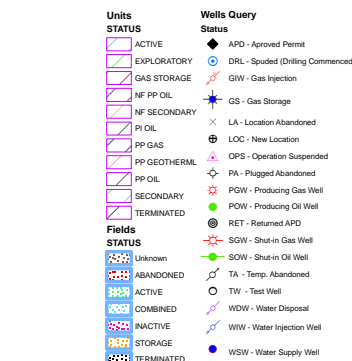 Units
STATUS
ACTIVE
EXPLORATORY
GAS STORAGE
NF PP OIL
NF SECONDARY
PI OIL
PP GAS
PP GEOTHERML
PP OIL
SECONDARY
TERMINATED
Fields
STATUS
Unknown
ABANDONED
ACTIVE
COMBINED
INACTIVE
STORAGE
TERMINATED
Wells Query
Status
APD - Aproved Permit
DRL - Spuded (Drilling Commenced
GIW - Gas Injection
GS - Gas Storage
LA - Location Abandoned
LOC - New Location
OPS - Operation Suspended
PA - Plugged Abandoned
PGW - Producing Gas Well
POW - Producing Oil Well
RET - Returned APD
SGW - Shut-in Gas Well
SOW - Shut-in Oil Well
TA - Temp. Abandoned
TW - Test Well
WDW - Water Disposal
WIW - Water Injection Well
WSW - Water Supply Well